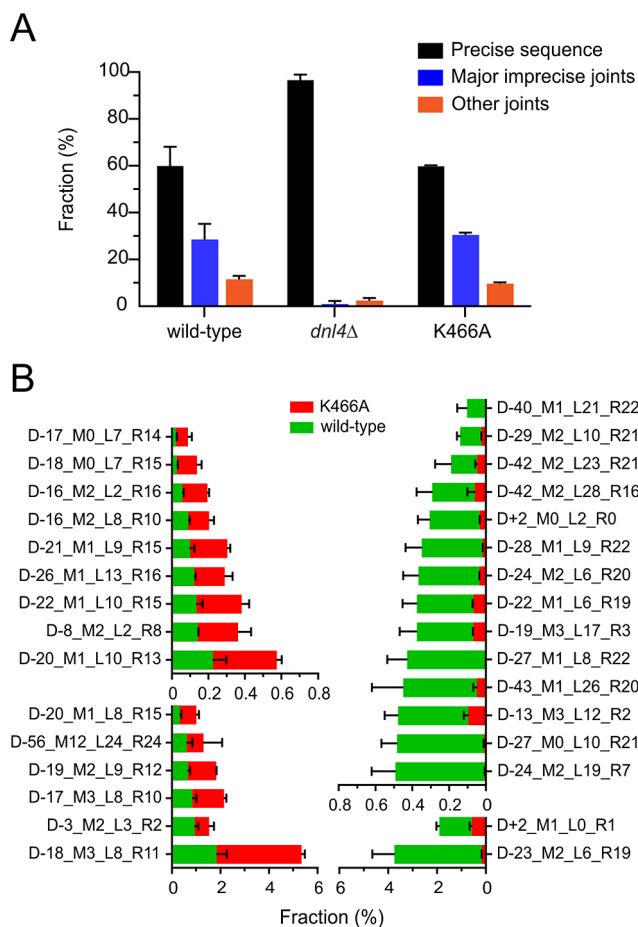 A
Precise sequence
Major imprecise joints
Other joints
Fraction (%)
100
80
60
40
20
0
wild-type
dnl4Δ
K466A
B
K466A
wild-type
D-17_M0_L7_R14
D-18_M0_L7_R15
D-16_M2_L2_R16
D-16_M2_L8_R10
D-21_M1_L9_R15
D-26_M1_L13_R16
D-22_M1_L10_R15
D-8_M2_L2_R8
D-20_M1_L10_R13
0 0.2 0.4 0.6 0.8
D-20_M1_L8_R15
D-56_M12_L24_R24
D-19_M2_L9_R12
D-17_M3_L8_R10
D-3_M2_L3_R2
D-18_M3_L8_R11
0 2 4 6
D-40_M1_L21_R22
D-29_M2_L10_R21
D-42_M2_L23_R21
D-42_M2_L28_R16
D+2_M0_L2_R0
D-28_M1_L9_R22
D-24_M2_L6_R20
D-22_M1_L6_R19
D-19_M3_L17_R3
D-27_M1_L8_R22
D-43_M1_L26_R20
D-13_M3_L12_R2
D-27_M0_L10_R21
D-24_M2_L19_R7
0.8 0.6 0.4 0.2 0
D+2_M1_L0_R1
D-23_M2_L6_R19
6 4 2 0
Fraction (%)